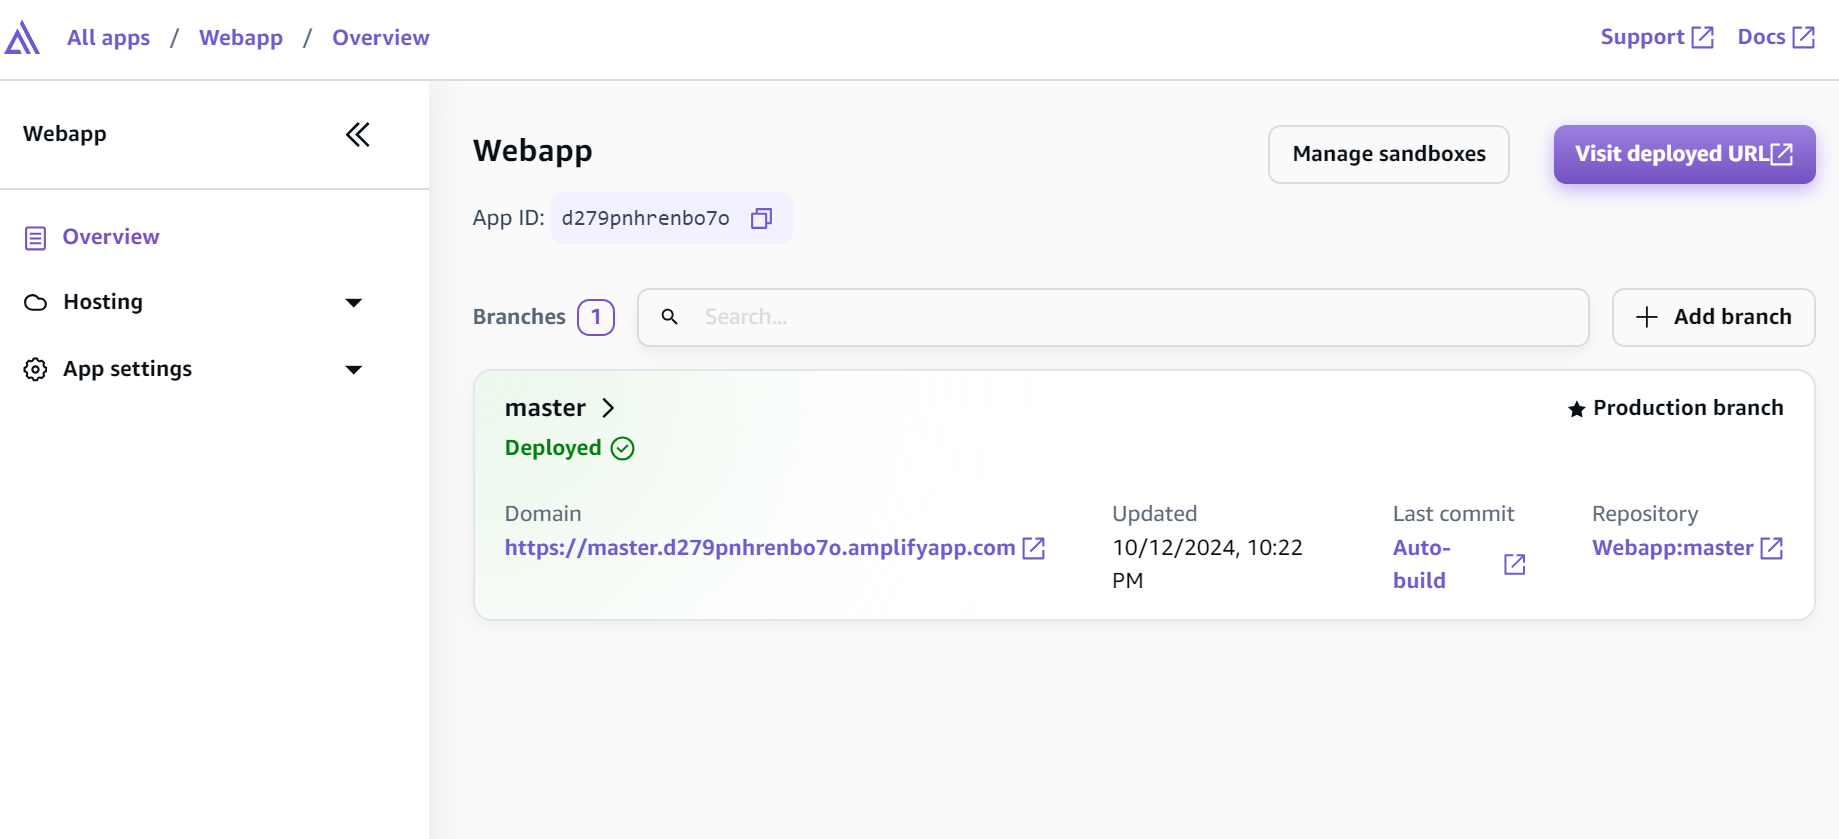 All apps / Webapp / Overview
Support
Docs
Webapp
Overview
Hosting
App settings
Webapp
Manage sandboxes
Visit deployed URL
App ID: d279pnhrenbo7o
Branches 1
Search...
Add branch
master
Production branch
Deployed
Domain
https://master.d279pnhrenbo7o.amplifyapp.com
Updated
10/12/2024, 10:22
PM
Last commit
Auto-
build
Repository
Webapp:master